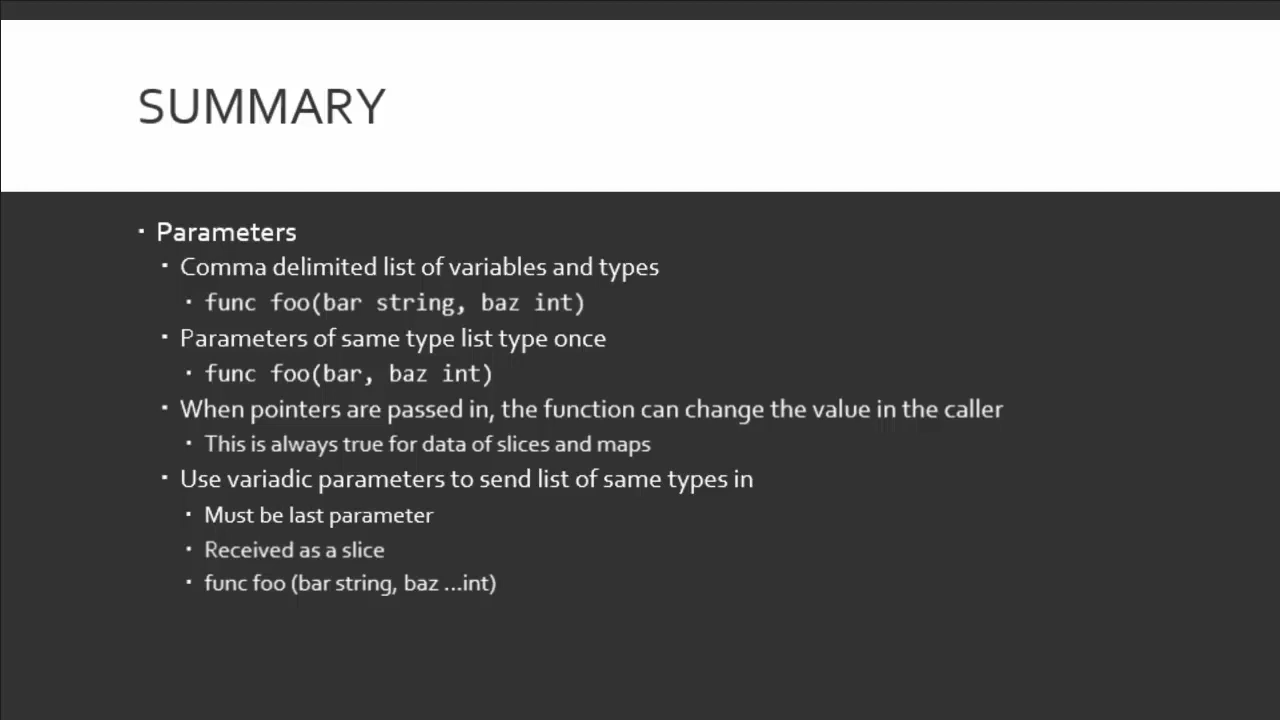 SUMMARY
▪ Parameters
▪ Comma delimited list of variables and types
▪ func foo(bar string, baz int)
▪ Parameters of same type list type once
▪ func foo(bar, baz int)
▪ When pointers are passed in, the function can change the value in the caller
▪ This is always true for data of slices and maps
▪ Use variadic parameters to send list of same types in
▪ Must be last parameter
▪ Received as a slice
▪ func foo (bar string, baz ...int)